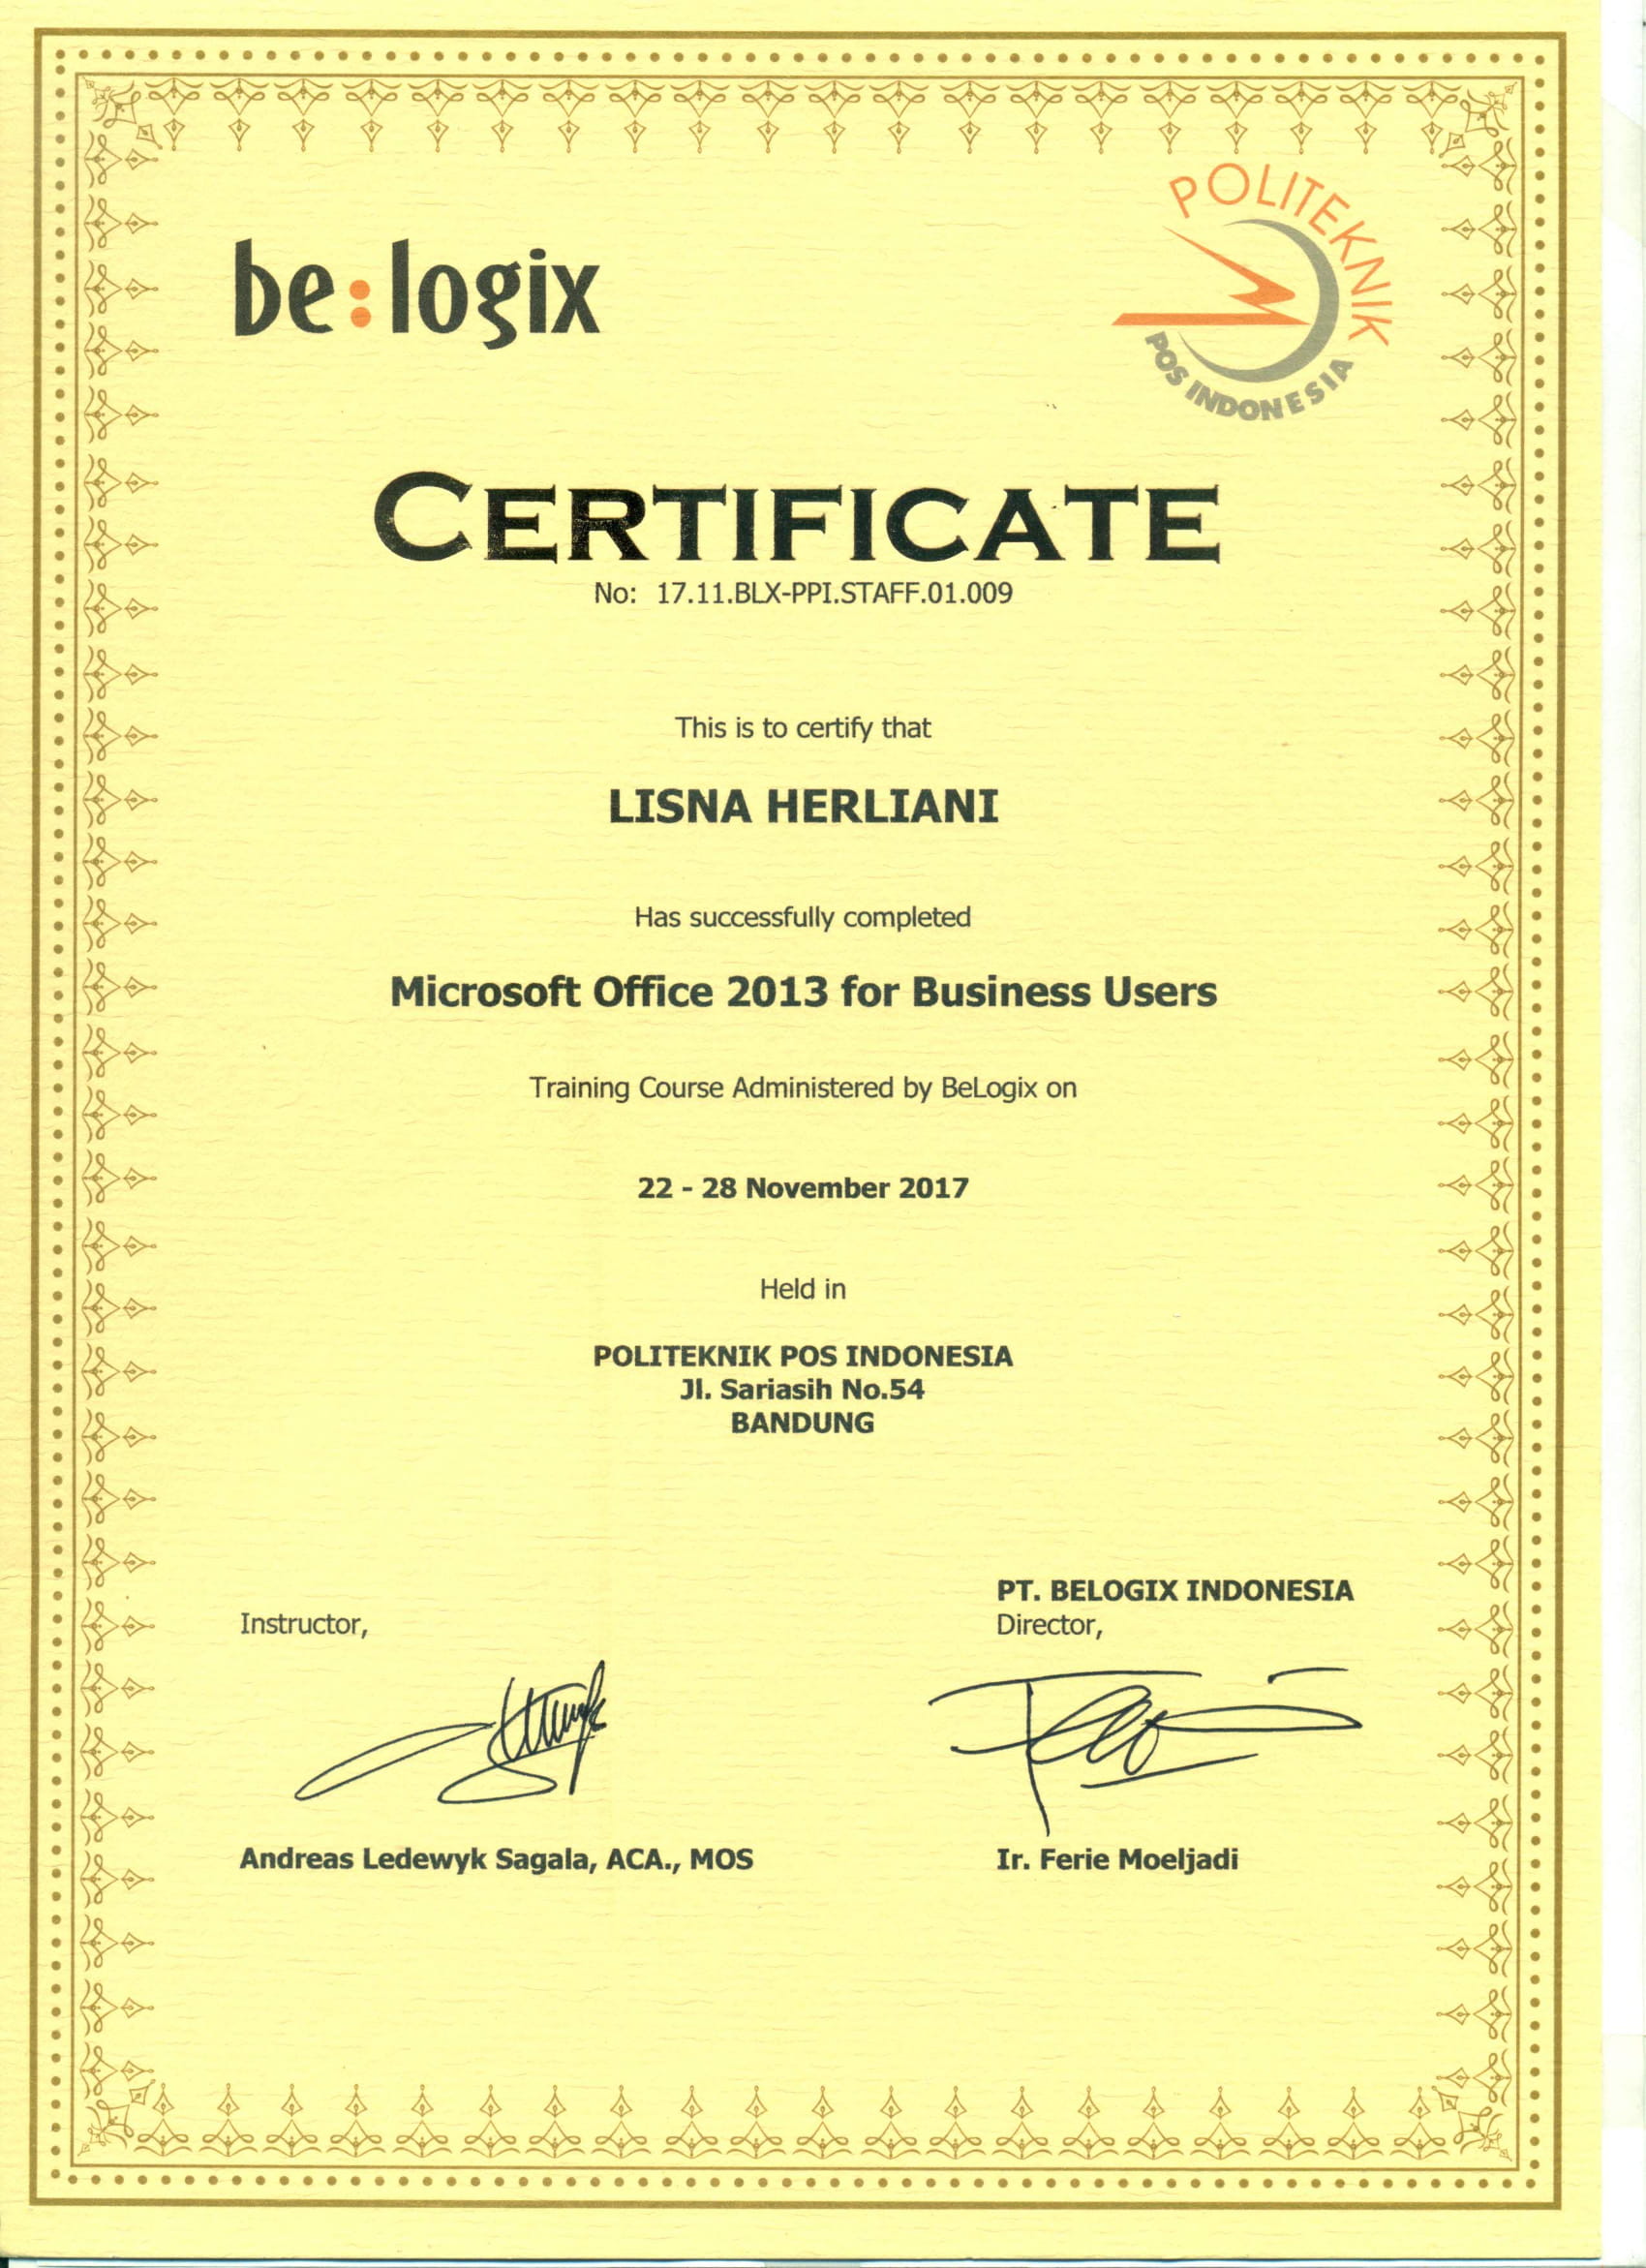 be:logix
POLITEKNIK
POS INDONESIA
CERTIFICATE
No: 17.11.BLX-PPI.STAFF.01.009
This is to certify that
LISNA HERLIANI
Has successfully completed
Microsoft Office 2013 for Business Users
Training Course Administered by BeLogix on
22 - 28 November 2017
Held in
POLITEKNIK POS INDONESIA
Jl. Sariasih No.54
BANDUNG
PT. BELOGIX INDONESIA
Instructor,
Director,
Andreas Ledewyk Sagala, ACA., MOS
Ir. Ferie Moeljadi